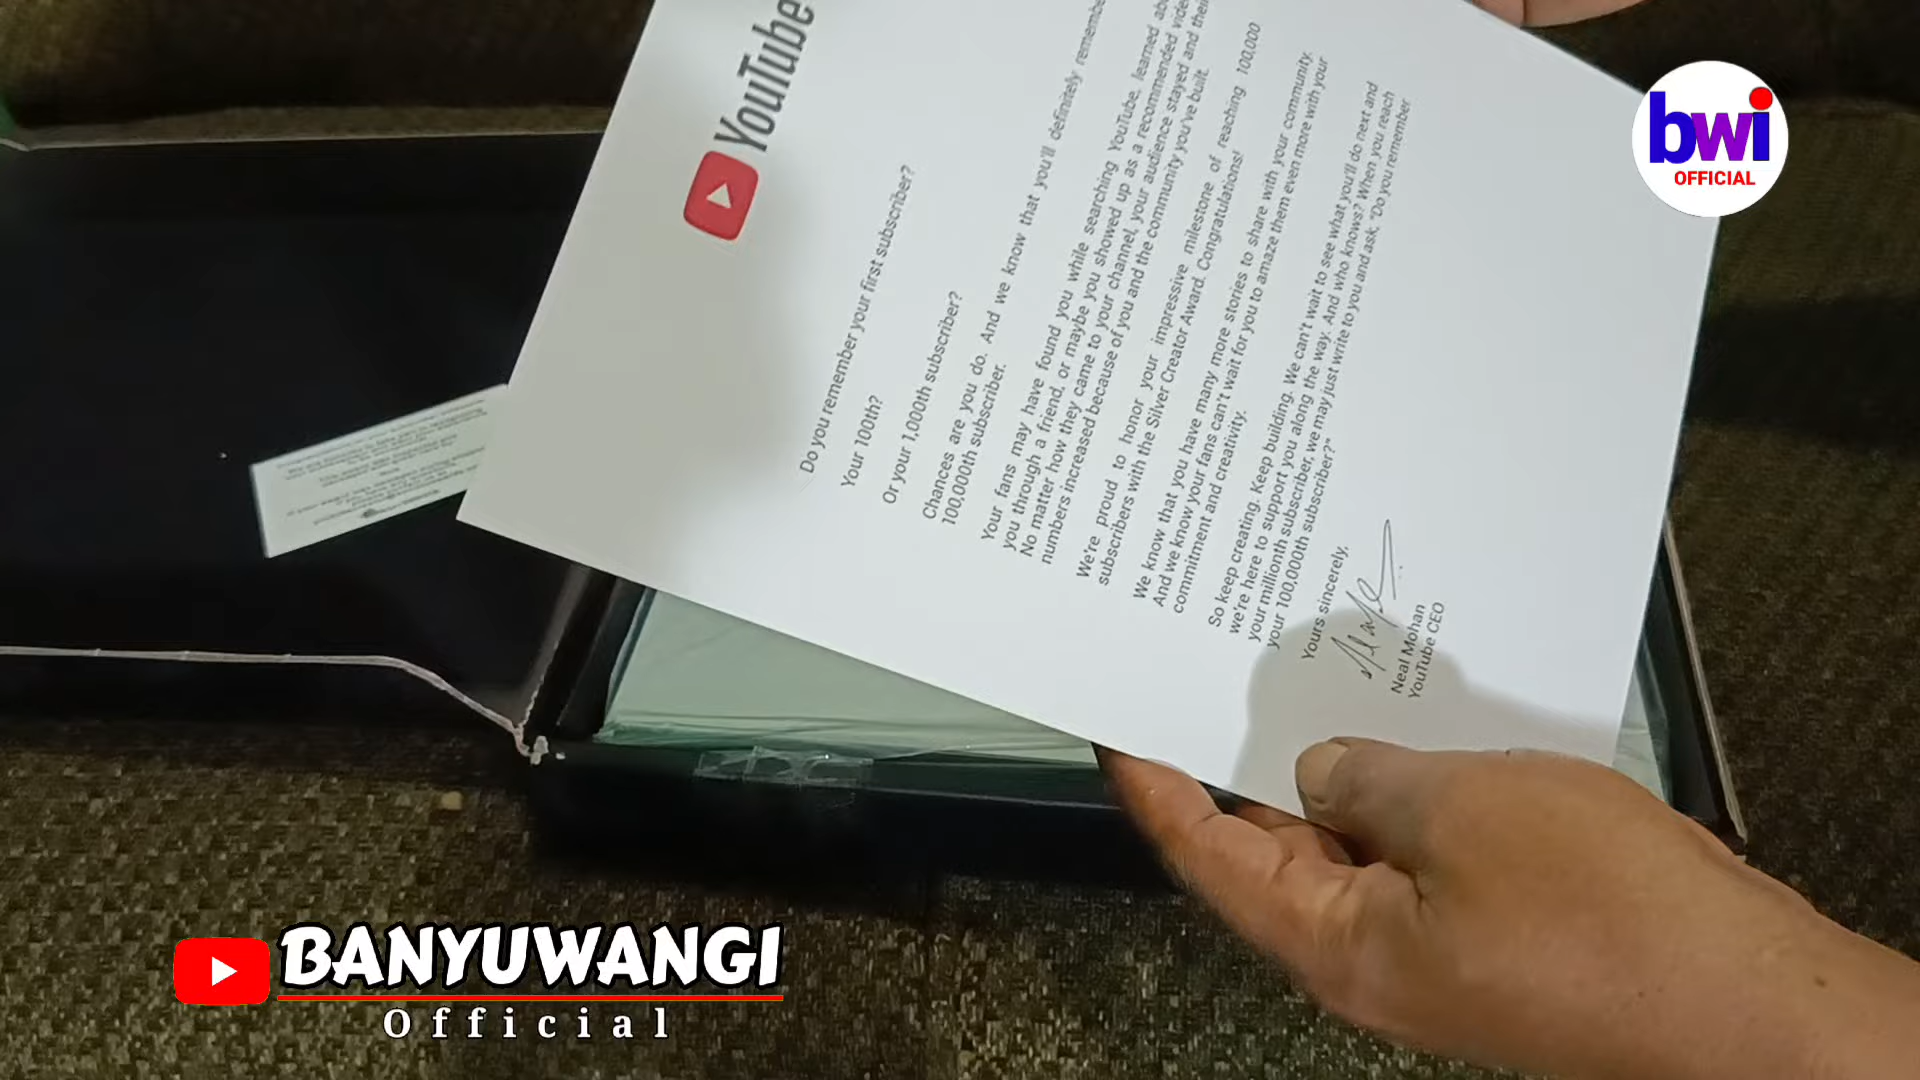 YouTube
Do you remember your first subscriber?
Your 100th?
Or your 1,000th subscriber?
Chances are you do. And we know that you'll definitely remember
100,000th subscriber.
Your fans may have found you while searching YouTube, learned
you through a friend, or maybe you showed up as a recommended
No matter how they came to your channel, your audience stayed and their
numbers increased because of you and the community you've built.
We're proud to honor your impressive milestone of reaching 100,000
subscribers with the Silver Creator Award. Congratulations!
We know that you have many more stories to share with your community.
And we know your fans can't wait for you to amaze them even more with your
commitment and creativity.
So keep creating. Keep building. We can't wait to see what you'll do next and
we're here to support you along the way. And who knows? When you reach
your millionth subscriber, we may just write to you and ask, "Do you remember
your 100,000th subscriber?"
Yours sincerely,
Neal Mohan
YouTube CEO
bwi
OFFICIAL
BANYUWANGI
Official